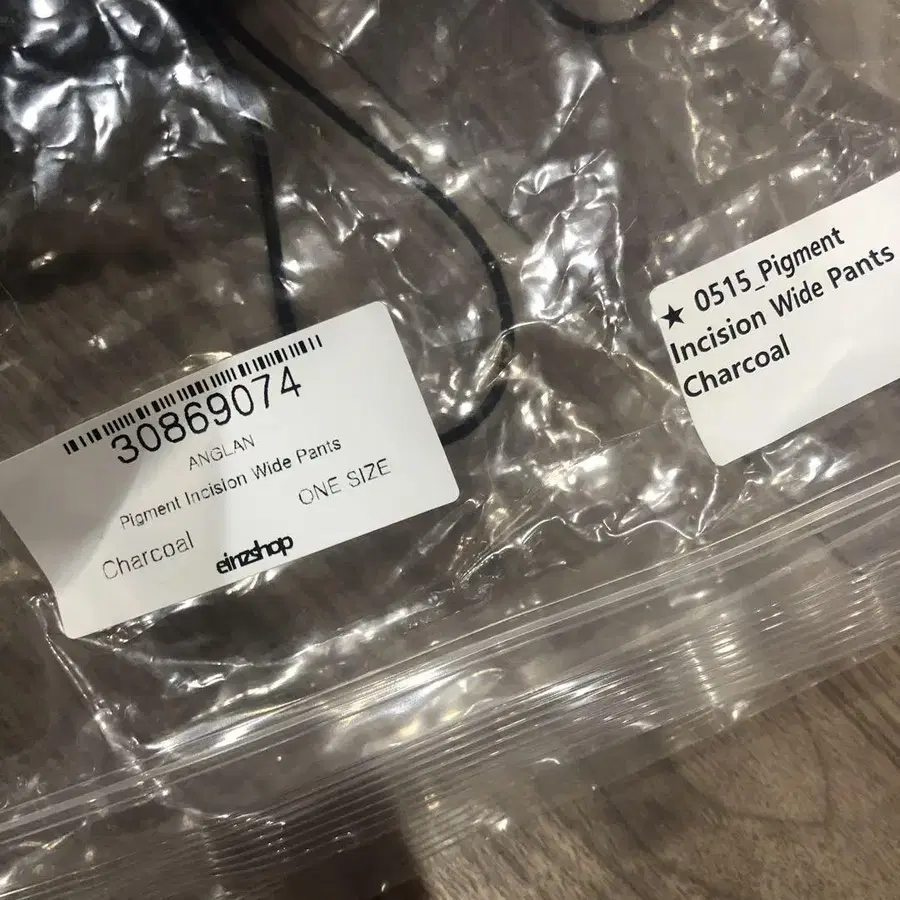 30869074
ANGLAN
Pigment Incision Wide Pants
ONE SIZE
Charcoal
einzshop
★ 0515_Pigment
Incision Wide Pants
Charcoal